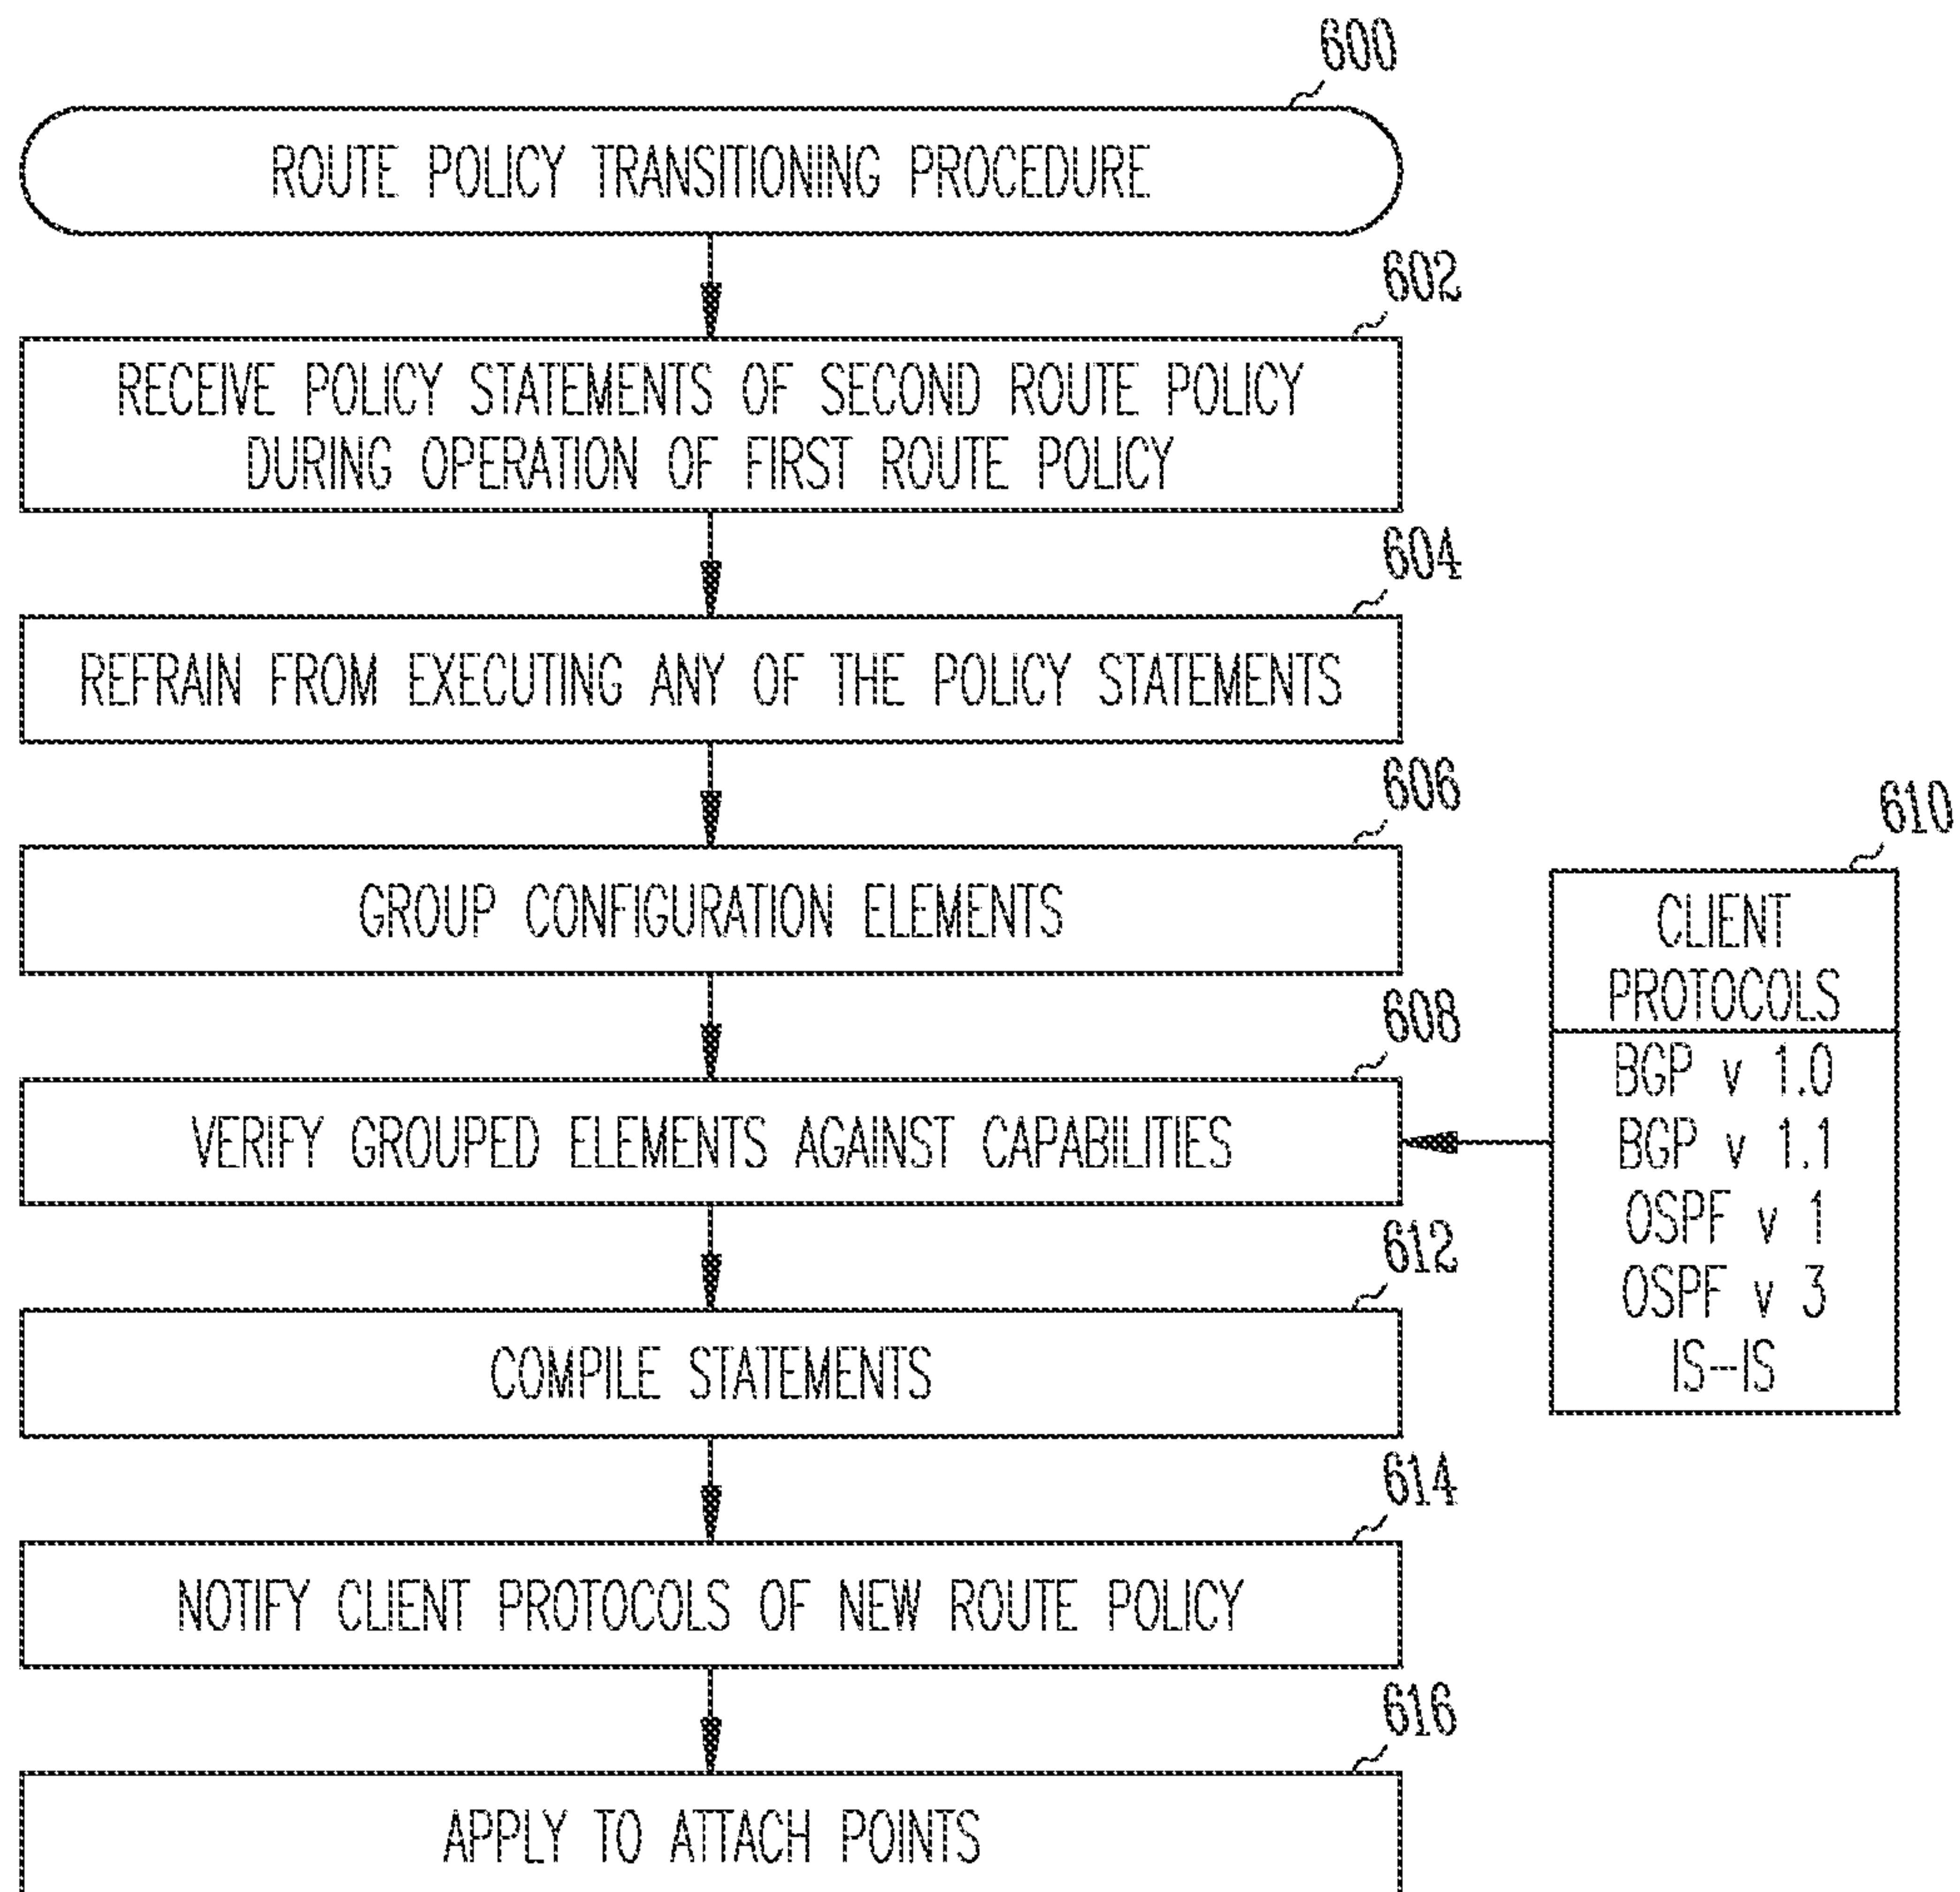 600
ROUTE POLICY TRANSITIONING PROCEDURE
602
RECEIVE POLICY STATEMENTS OF SECOND ROUTE POLICY
DURING OPERATION OF FIRST ROUTE POLICY
604
REFRAIN FROM EXECUTING ANY OF THE POLICY STATEMENTS
606
GROUP CONFIGURATION ELEMENTS
608
VERIFY GROUPED ELEMENTS AGAINST CAPABILITIES
610
CLIENT
PROTOCOLS
BGP v 1.0
BGP v 1.1
OSPF v 1
OSPF v 3
IS--IS
612
COMPILE STATEMENTS
614
NOTIFY CLIENT PROTOCOLS OF NEW ROUTE POLICY
616
APPLY TO ATTACH POINTS